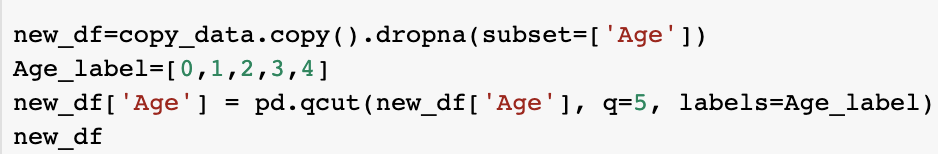 new_df=copy_data.copy().dropna(subset=['Age'])
Age_label=[0,1,2,3,4]
new_df['Age'] = pd.qcut(new_df['Age'], q=5, labels=Age_label)
new_df